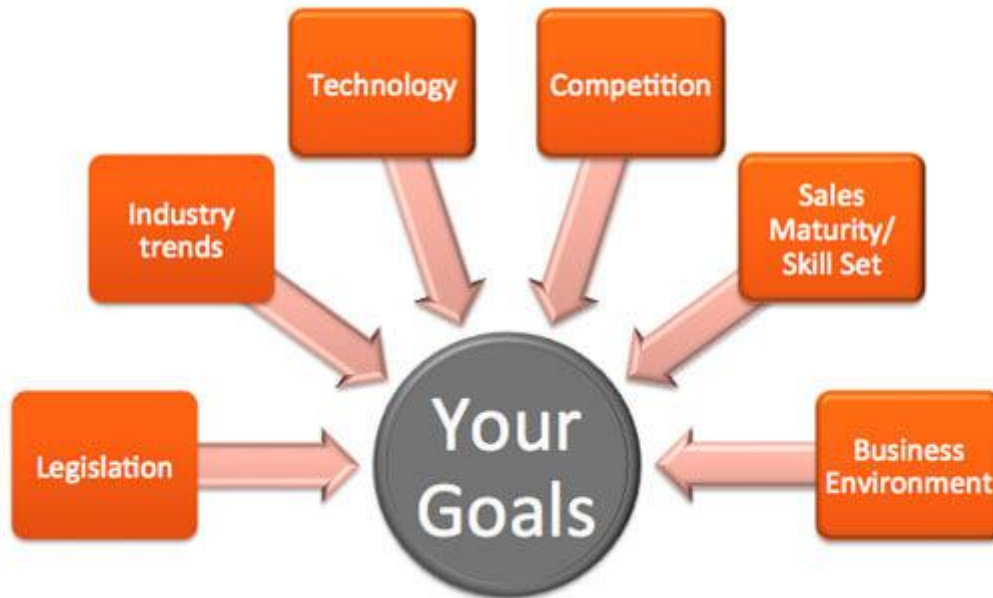 Technology
Competition
Industry
trends
Sales
Maturity/
Skill Set
Legislation
Your
Goals
Business
Environment